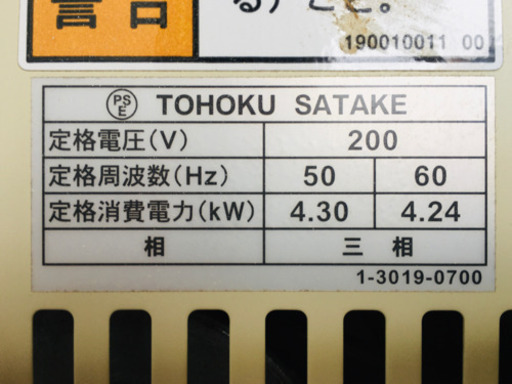 警告
る)こと。
190010011 00
PSE TOHOKU SATAKE
定格電圧(V) 200
定格周波数(Hz) 50 60
定格消費電力(kW) 4.30 4.24
相 三相
1-3019-0700